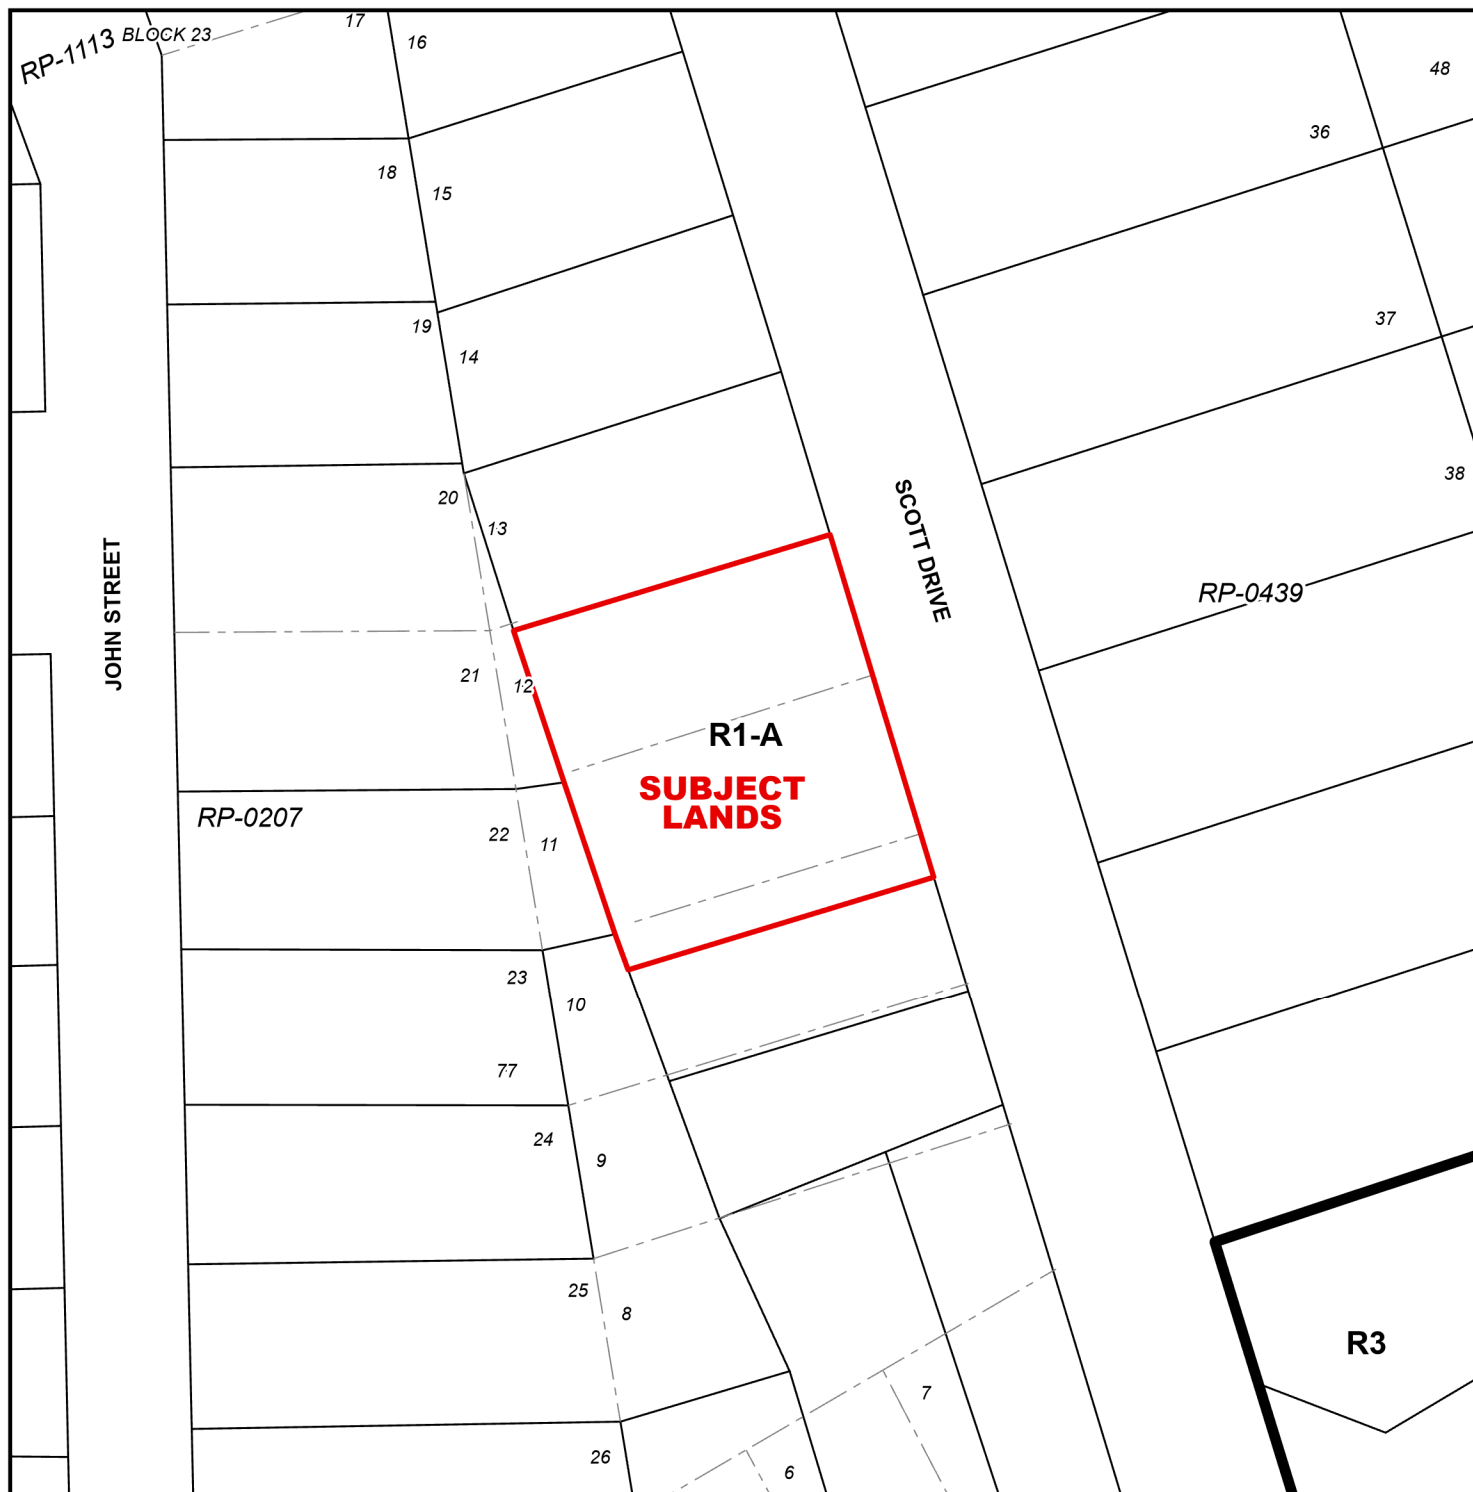 17
BLOCK 23
16
RP-1113
48
36
18
15
37
19
14
38
20
13
SCOTT DRIVE
JOHN STREET
RP-0439
21
12
R1-A
SUBJECT
LANDS
RP-0207
22
11
23
10
77
24
9
25
8
R3
7
26
6